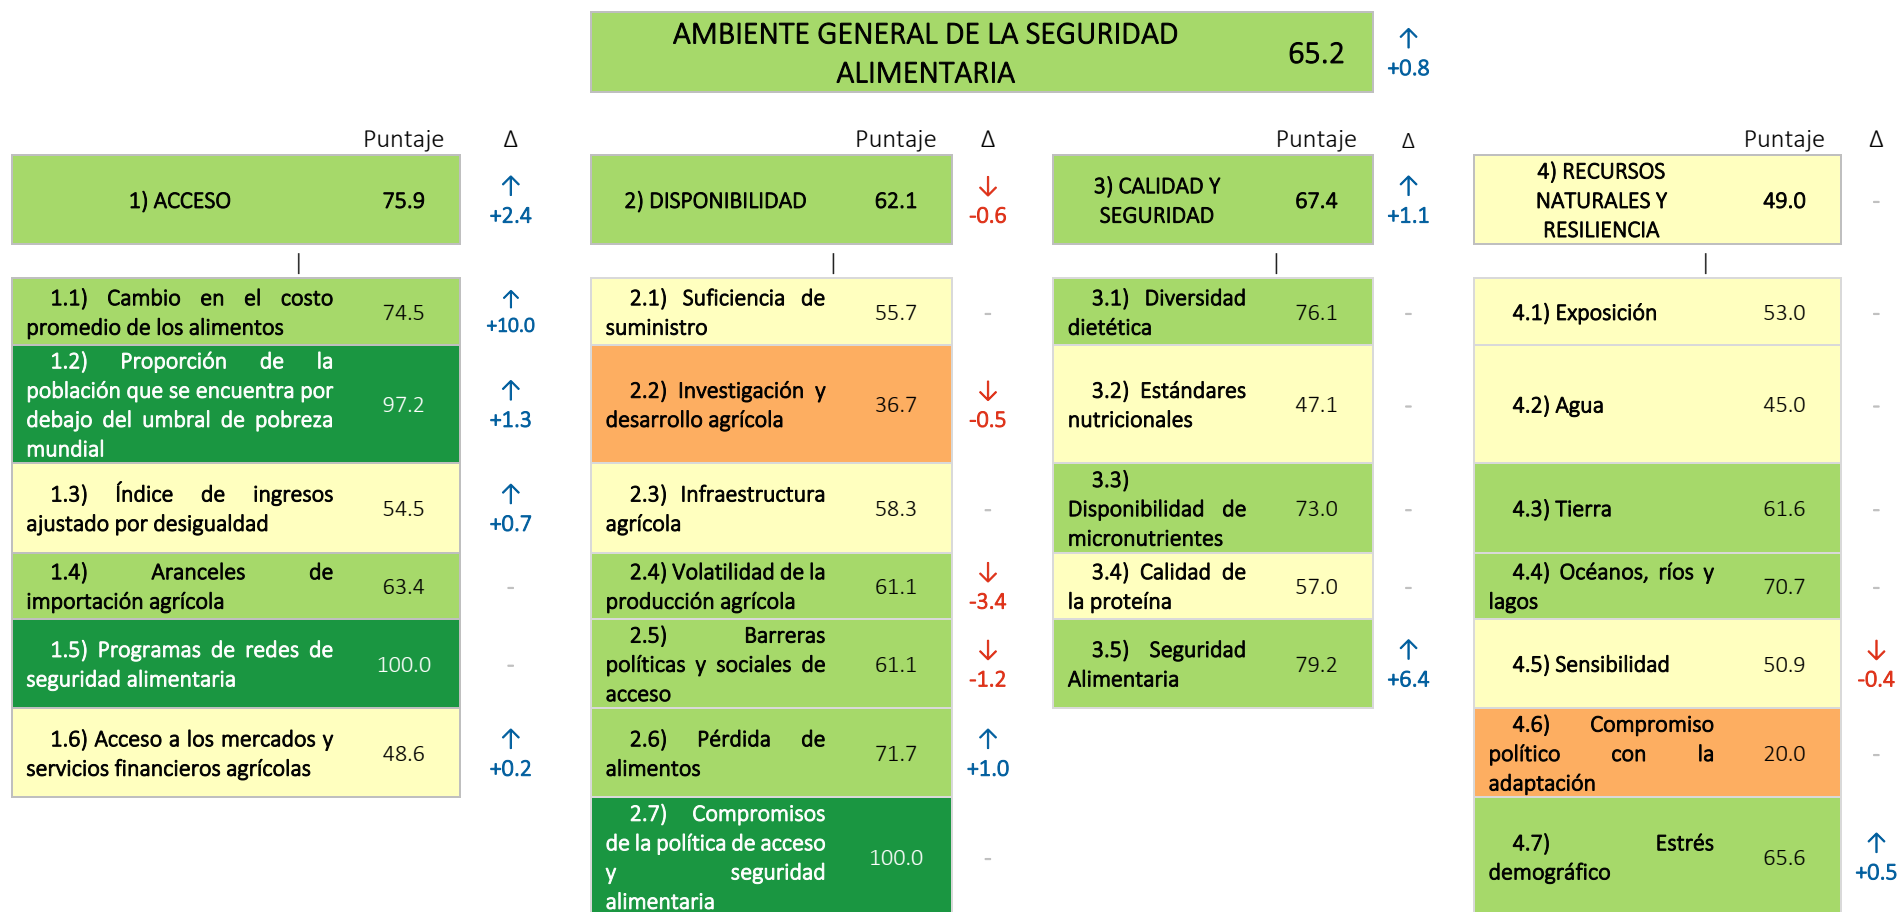 AMBIENTE GENERAL DE LA SEGURIDAD
ALIMENTARIA
65.2
↑
+0.8
Puntaje Δ
1) ACCESO 75.9 ↑
+2.4
1.1) Cambio en el costo
promedio de los alimentos
74.5
↑
+10.0
1.2) Proporción de la
población que se encuentra por
debajo del umbral de pobreza
mundial
97.2
↑
+1.3
1.3) Índice de ingresos
ajustado por desigualdad
54.5
↑
+0.7
1.4) Aranceles de
importación agrícola
63.4
-
1.5) Programas de redes de
seguridad alimentaria
100.0
-
1.6) Acceso a los mercados y
servicios financieros agrícolas
48.6
↑
+0.2
Puntaje Δ
2) DISPONIBILIDAD 62.1 ↓
-0.6
2.1) Suficiencia de
suministro
55.7
-
2.2) Investigación y
desarrollo agrícola
36.7
↓
-0.5
2.3) Infraestructura
agrícola
58.3
-
2.4) Volatilidad de la
producción agrícola
61.1
↓
-3.4
2.5) Barreras
políticas y sociales de
acceso
61.1
↓
-1.2
2.6) Pérdida de
alimentos
71.7
↑
+1.0
2.7) Compromisos
de la política de acceso
y seguridad
alimentaria
100.0
-
Puntaje Δ
3) CALIDAD Y
SEGURIDAD
67.4
↑
+1.1
3.1) Diversidad
dietética
76.1
-
3.2) Estándares
nutricionales
47.1
-
3.3)
Disponibilidad de
micronutrientes
73.0
-
3.4) Calidad de
la proteína
57.0
-
3.5) Seguridad
Alimentaria
79.2
↑
+6.4
Puntaje Δ
4) RECURSOS
NATURALES Y
RESILIENCIA
49.0
-
4.1) Exposición 53.0 -
4.2) Agua 45.0 -
4.3) Tierra 61.6 -
4.4) Océanos, ríos y
lagos
70.7
-
4.5) Sensibilidad 50.9 ↓
-0.4
4.6) Compromiso
político con la
adaptación
20.0
-
4.7) Estrés
demográfico
65.6
↑
+0.5